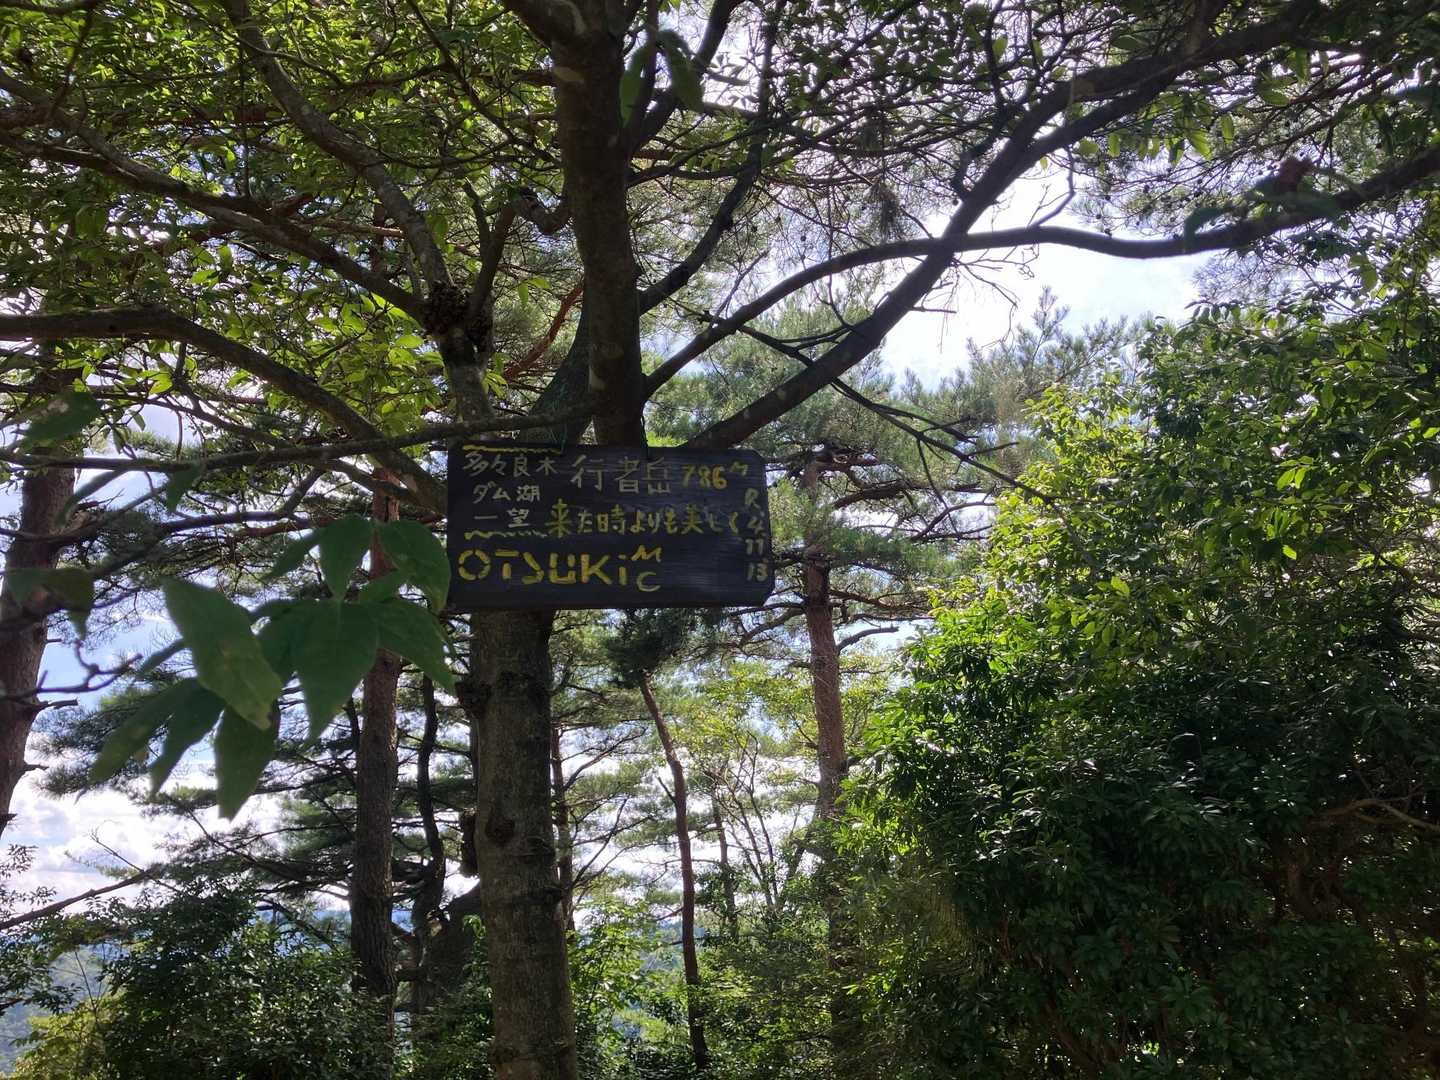 多々良木 行者岳 786M
ダム湖
一望 来た時よりも美しく
OTSUKi MC
R.4.11.13